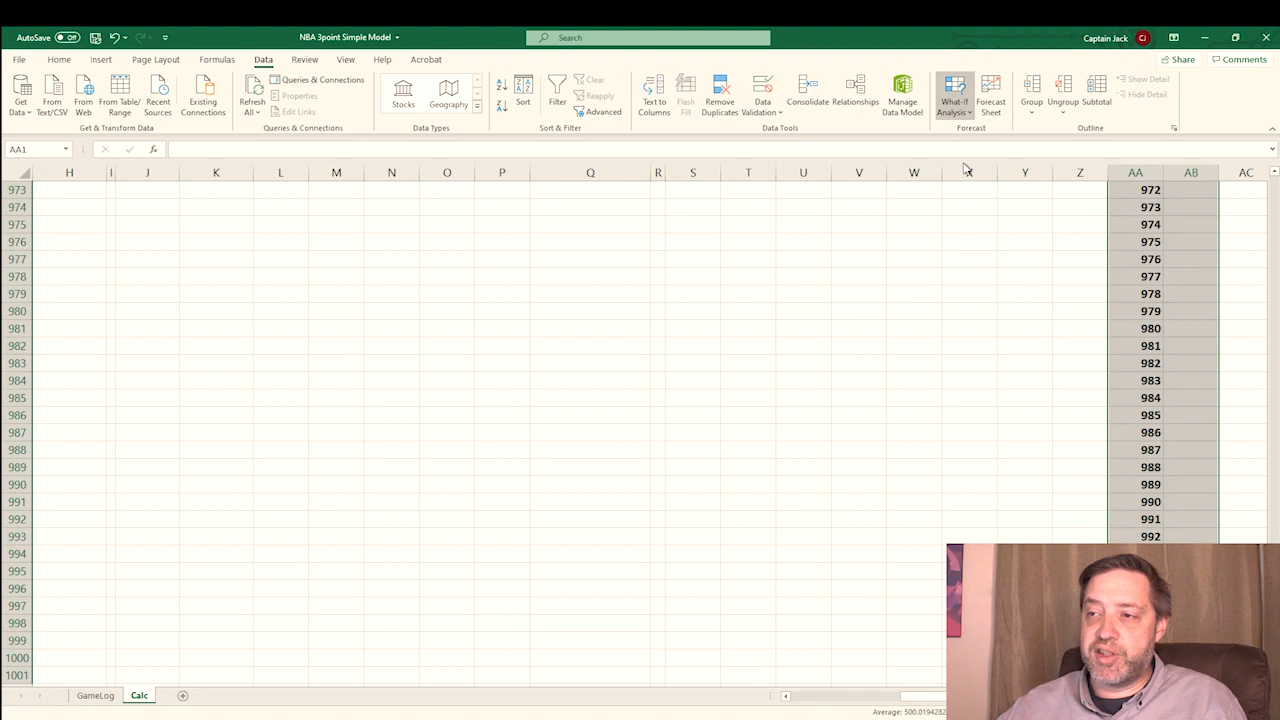 AutoSave Off NBA 3point Simple Model Search Captain Jack CJ
File Home Insert Page Layout Formulas Data Review View Help Acrobat Share Comments
Get Data From Text/CSV From Web From Table/ Range Recent Sources Existing Connections
Get & Transform Data
Refresh All Queries & Connections Properties Edit Links
Queries & Connections
Stocks Geography
Data Types
Sort Filter Clear Reapply Advanced
Sort & Filter
Text to Columns Flash Fill Remove Duplicates Data Validation Consolidate Relationships Manage Data Model
Data Tools
What-If Analysis Forecast Sheet
Forecast
Group Ungroup Subtotal Show Detail Hide Detail
Outline
AA1 fx
H I J K L M N O P Q R S T U V W X Y Z AA AB AC
973 972
974 973
975 974
976 975
977 976
978 977
979 978
980 979
981 980
982 981
983 982
984 983
985 984
986 985
987 986
988 987
989 988
990 989
991 990
992 991
993 992
994
995
996
997
998
999
1000
1001
GameLog Calc
Average: 500.0194282